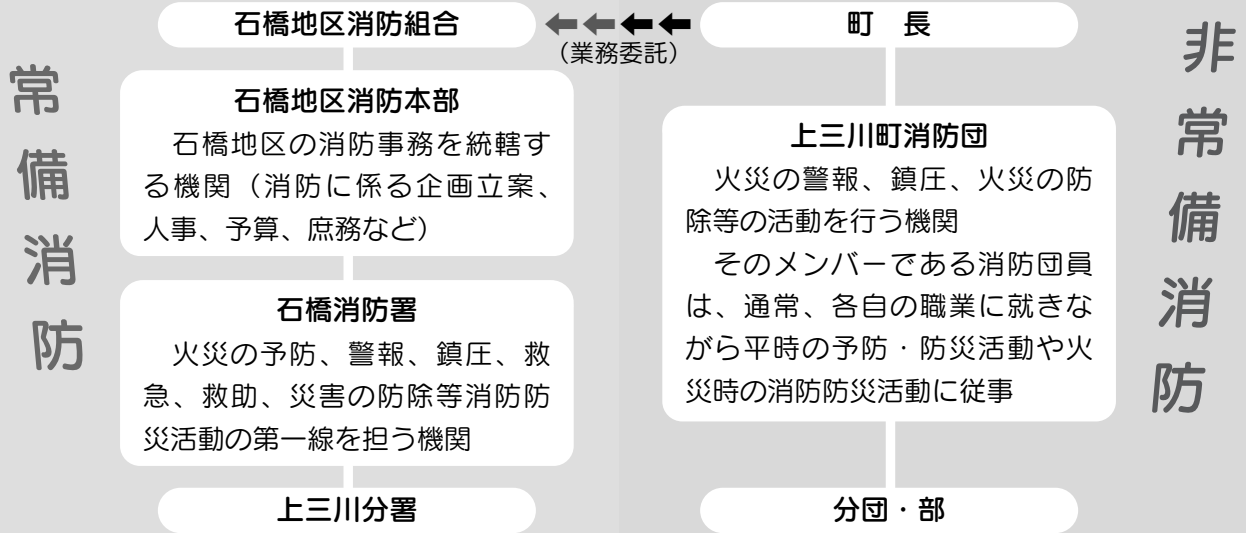 常備消防
石橋地区消防組合
石橋地区消防本部
　石橋地区の消防事務を統轄す
る機関（消防に係る企画立案、
人事、予算、庶務など）
石橋消防署
　火災の予防、警報、鎮圧、救
急、救助、災害の防除等消防防
災活動の第一線を担う機関
上三川分署
（業務委託）
町　長
上三川町消防団
　火災の警報、鎮圧、火災の防
除等の活動を行う機関
　そのメンバーである消防団員
は、通常、各自の職業に就きな
がら平時の予防・防災活動や火
災時の消防防災活動に従事
分団・部
非常備消防